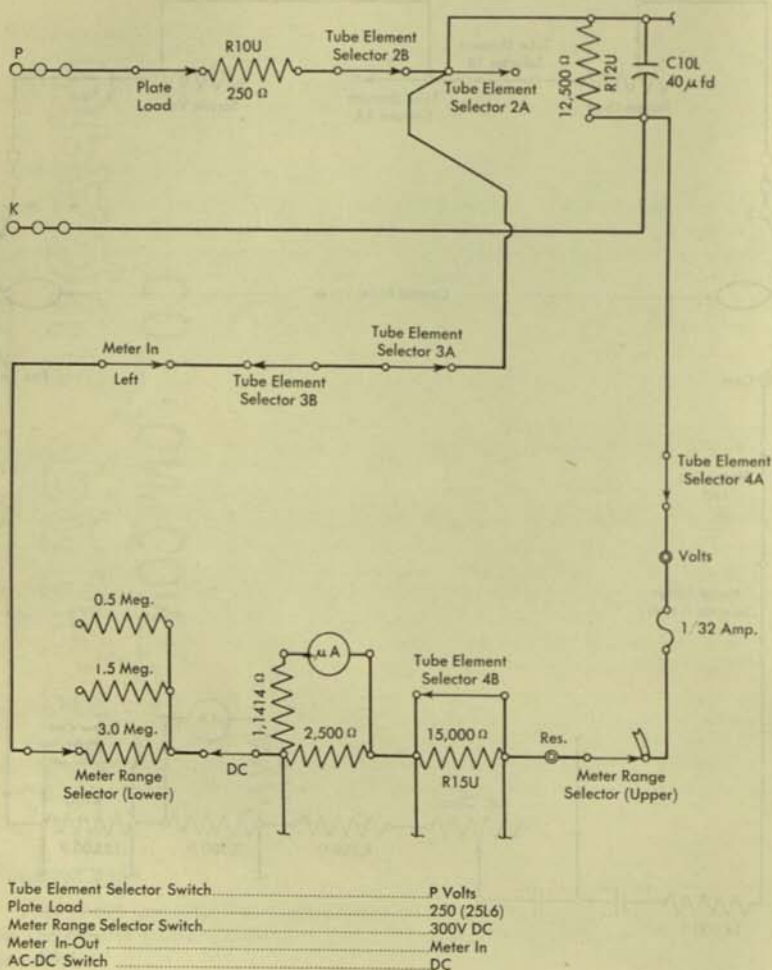 P
R10U
250 Ω
Plate
Load
Tube Element
Selector 2B
Tube Element
Selector 2A
12,500 Ω
R12U
C10L
40 μfd
K
Tube Element
Selector 3A
Meter In
Left
Tube Element
Selector 3B
Tube Element
Selector 4A
Volts
1/32 Amp.
0.5 Meg.
1.5 Meg.
3.0 Meg.
Meter Range
Selector (Lower)
DC
1,1414 Ω
μA
2,500 Ω
Tube Element
Selector 4B
15,000 Ω
R15U
Res.
Meter Range
Selector (Upper)
Tube Element Selector Switch........P Volts
Plate Load........250 (25L6)
Meter Range Selector Switch........300V DC
Meter In-Out........Meter In
AC-DC Switch........DC